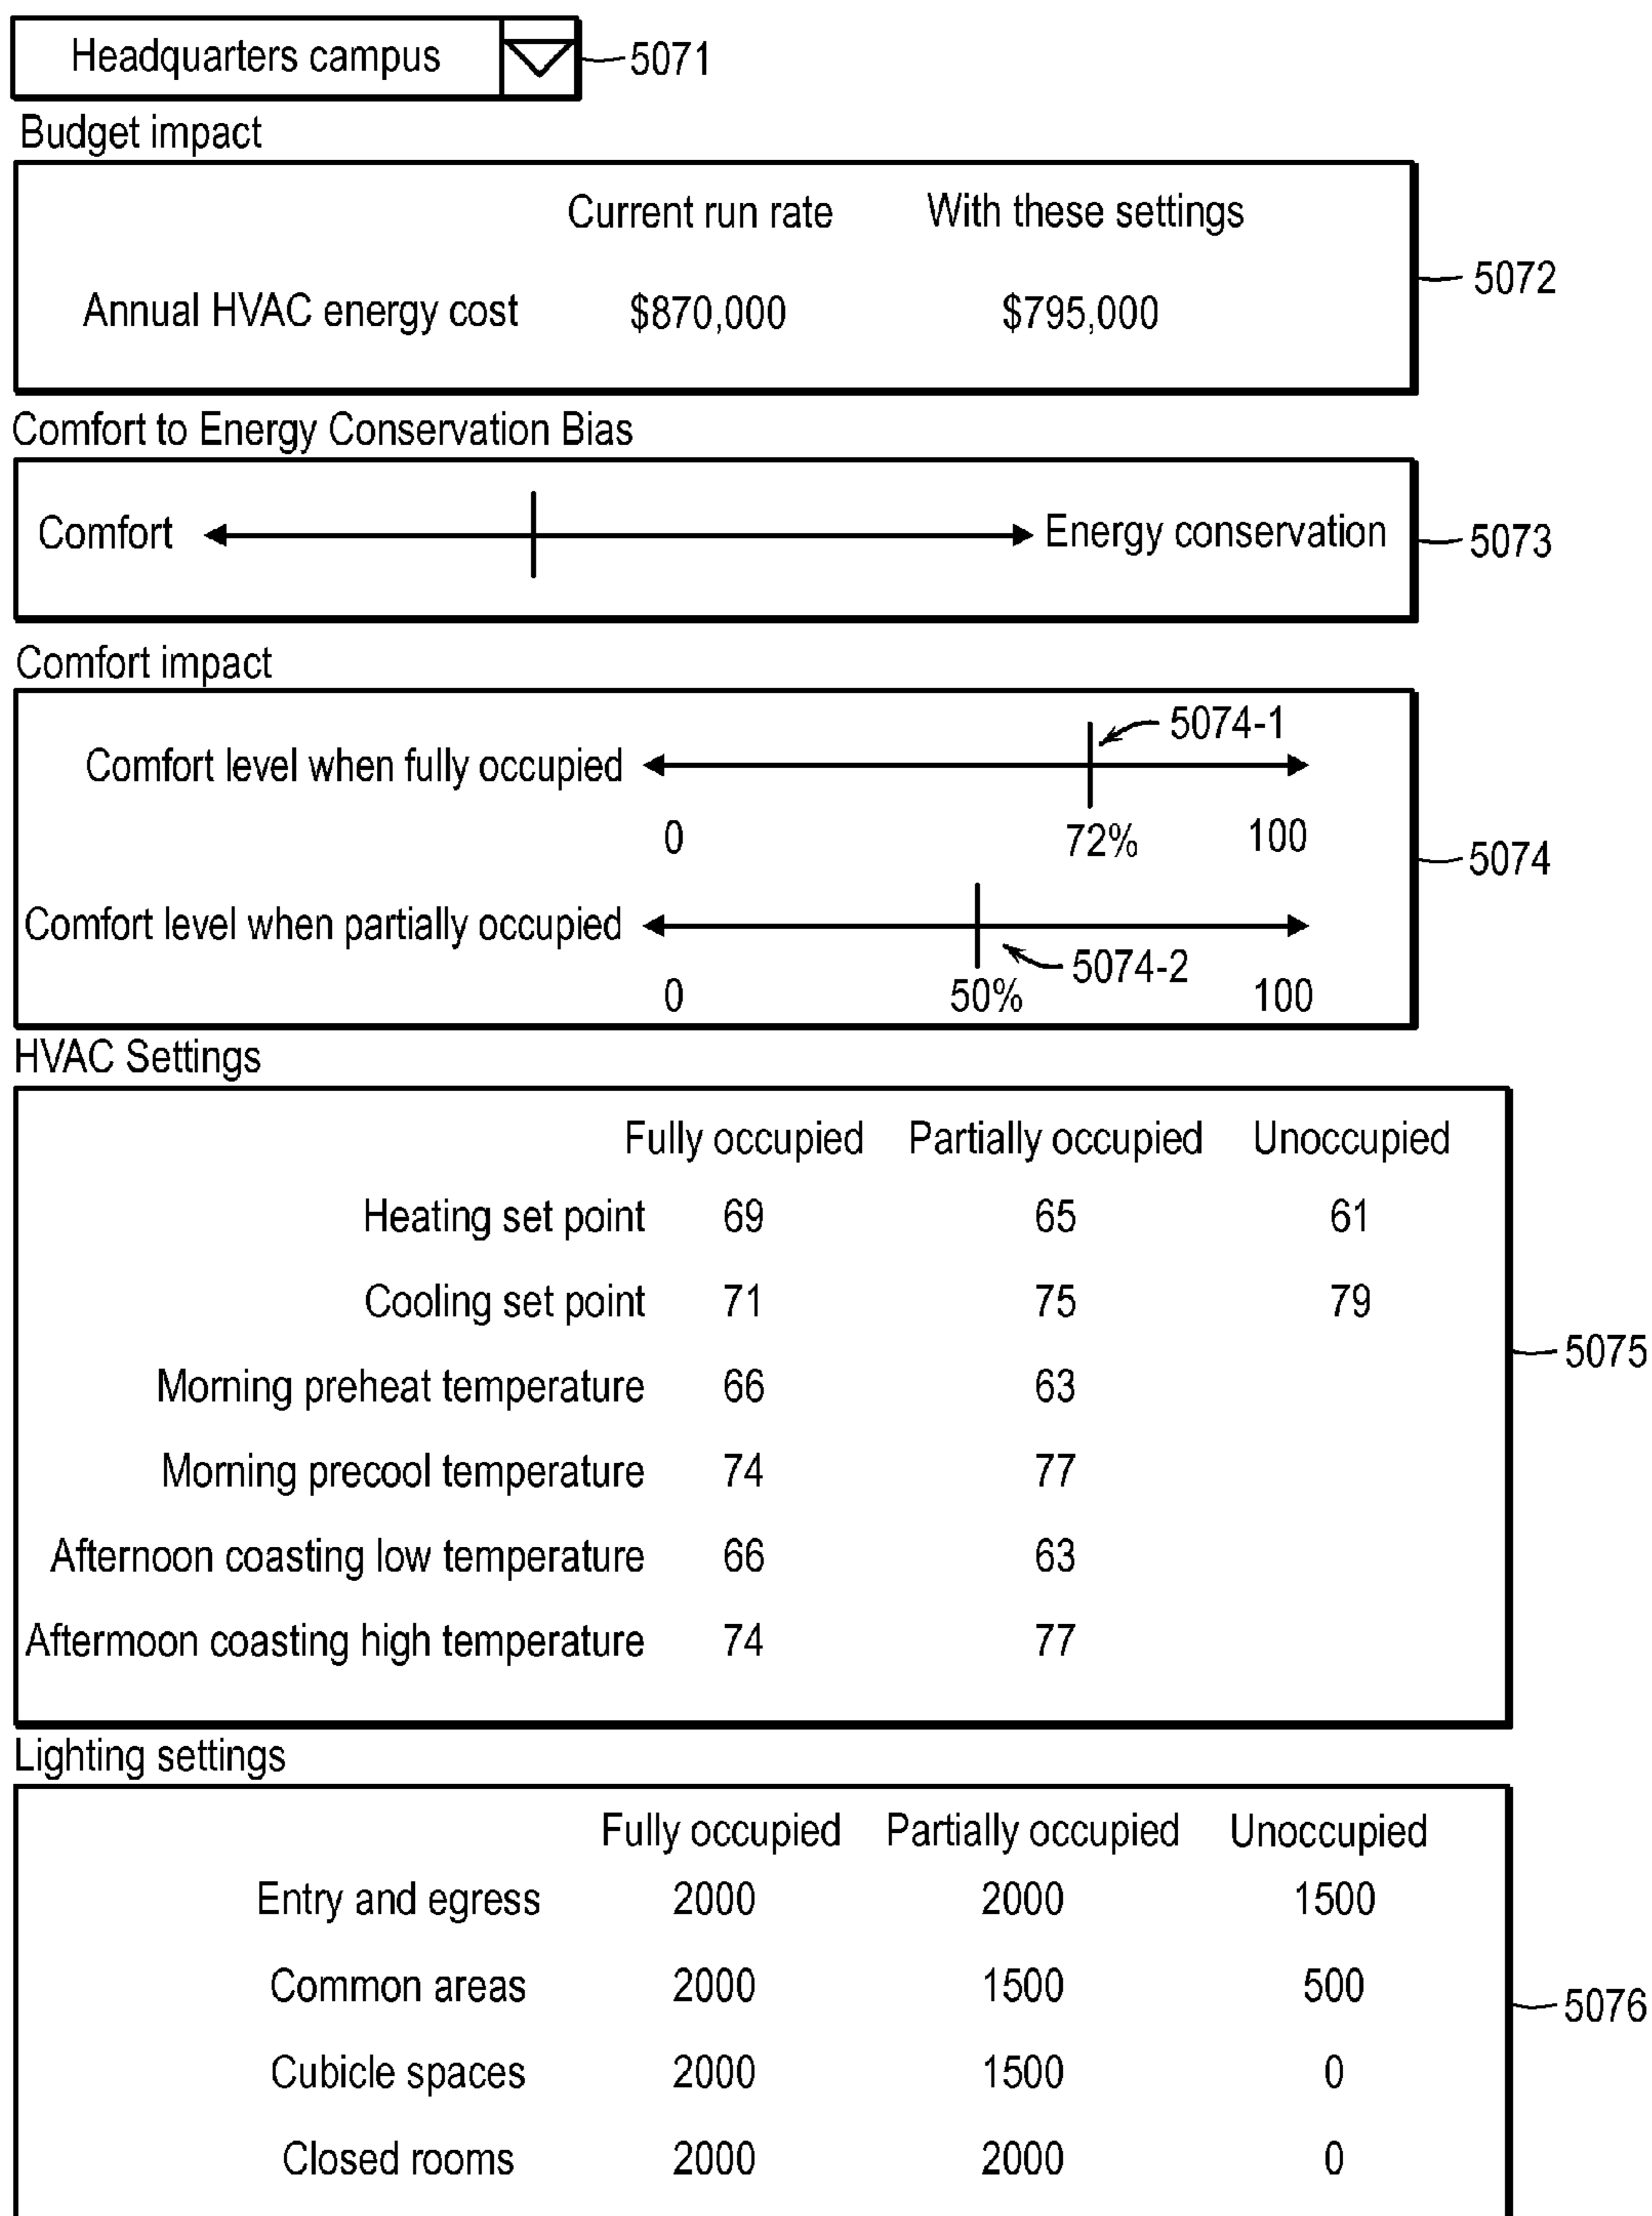 Headquarters campus 5071
Budget impact
Current run rate With these settings
Annual HVAC energy cost $870,000 $795,000
5072
Comfort to Energy Conservation Bias
Comfort Energy conservation 5073
Comfort impact
5074-1
Comfort level when fully occupied
0 72% 100
5074
Comfort level when partially occupied
5074-2
0 50% 100
HVAC Settings
Fully occupied Partially occupied Unoccupied
Heating set point 69 65 61
Cooling set point 71 75 79
5075
Morning preheat temperature 66 63
Morning precool temperature 74 77
Afternoon coasting low temperature 66 63
Aftermoon coasting high temperature 74 77
Lighting settings
Fully occupied Partially occupied Unoccupied
Entry and egress 2000 2000 1500
Common areas 2000 1500 500
5076
Cubicle spaces 2000 1500 0
Closed rooms 2000 2000 0